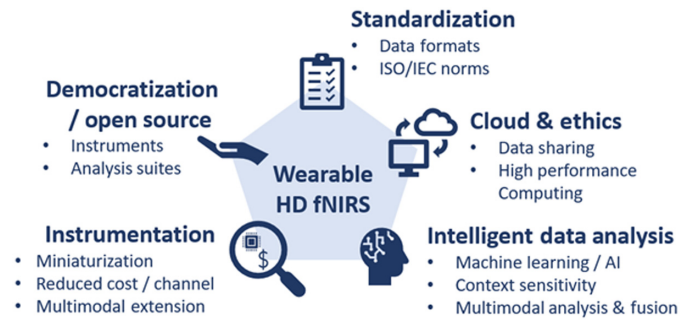 Standardization
• Data formats
• ISO/IEC norms
Democratization
/ open source
• Instruments
• Analysis suites
Cloud & ethics
• Data sharing
• High performance
Computing
Wearable
HD fNIRS
Instrumentation
• Miniaturization
• Reduced cost / channel
• Multimodal extension
$
Intelligent data analysis
• Machine learning / AI
• Context sensitivity
• Multimodal analysis & fusion